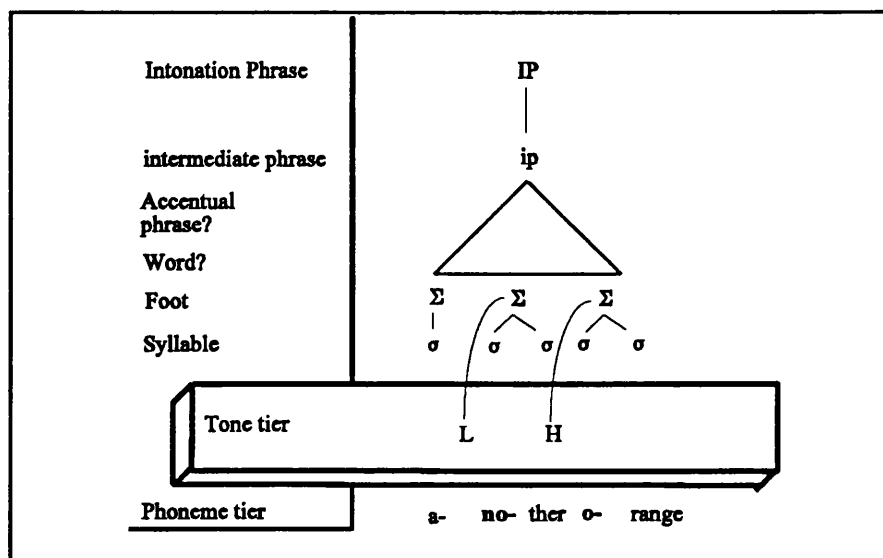 Intonation Phrase IP
intermediate phrase ip
Accentual
phrase?
Word?
Foot Σ Σ Σ
Syllable σ σ σ σ σ
Tone tier L H
Phoneme tier a- no- ther o- range